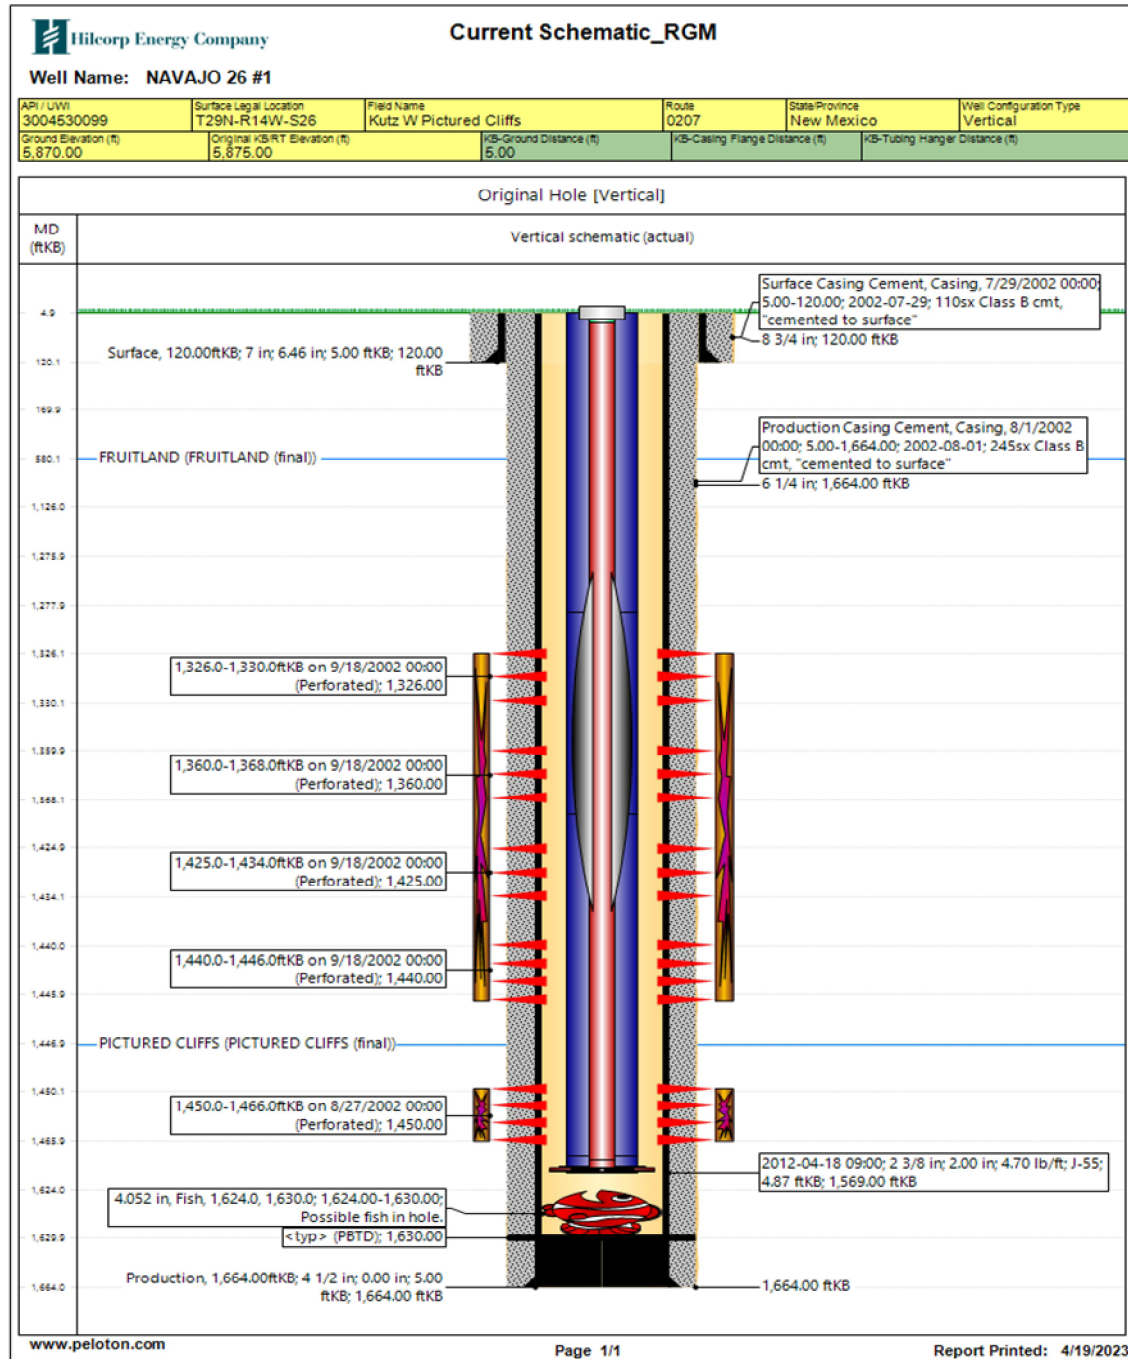 Hilcorp Energy Company
Current Schematic_RGM
Well Name: NAVAJO 26 #1
API / UWI
3004530099
Surface Legal Location
T29N-R14W-S26
Field Name
Kutz W Pictured Cliffs
Route
0207
State/Province
New Mexico
Well Configuration Type
Vertical
Ground Elevation (ft)
5,870.00
Original KB/RT Elevation (ft)
5,875.00
KB-Ground Distance (ft)
5.00
KB-Casing Flange Distance (ft)
KB-Tubing Hanger Distance (ft)
Original Hole [Vertical]
MD
(ftKB)
Vertical schematic (actual)
Surface Casing Cement, Casing, 7/29/2002 00:00;
5.00-120.00; 2002-07-29; 110sx Class B cmt,
"cemented to surface"
4.9
8 3/4 in; 120.00 ftKB
Surface, 120.00ftKB; 7 in; 6.46 in; 5.00 ftKB; 120.00
ftKB
120.1
169.9
Production Casing Cement, Casing, 8/1/2002
00:00; 5.00-1,664.00; 2002-08-01; 245sx Class B
cmt, "cemented to surface"
580.1
FRUITLAND (FRUITLAND (final))
6 1/4 in; 1,664.00 ftKB
1,126.0
1,275.9
1,277.9
1,326.1
1,326.0-1,330.0ftKB on 9/18/2002 00:00
(Perforated); 1,326.00
1,330.1
1,359.9
1,360.0-1,368.0ftKB on 9/18/2002 00:00
(Perforated); 1,360.00
1,368.1
1,424.9
1,425.0-1,434.0ftKB on 9/18/2002 00:00
(Perforated); 1,425.00
1,434.1
1,440.0
1,440.0-1,446.0ftKB on 9/18/2002 00:00
(Perforated); 1,440.00
1,445.9
1,446.9
PICTURED CLIFFS (PICTURED CLIFFS (final))
1,450.1
1,450.0-1,466.0ftKB on 8/27/2002 00:00
(Perforated); 1,450.00
1,465.9
2012-04-18 09:00; 2 3/8 in; 2.00 in; 4.70 lb/ft; J-55;
4.87 ftKB; 1,569.00 ftKB
1,624.0
4.052 in, Fish, 1,624.0, 1,630.0; 1,624.00-1,630.00;
Possible fish in hole.
1,629.9
<typ> (PBTD); 1,630.00
Production, 1,664.00ftKB; 4 1/2 in; 0.00 in; 5.00
ftKB; 1,664.00 ftKB
1,664.0
1,664.00 ftKB
www.peloton.com
Page 1/1
Report Printed: 4/19/2023